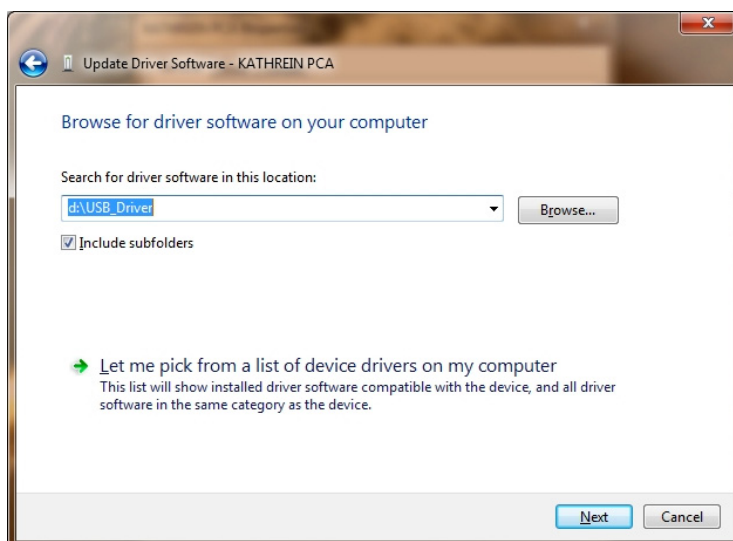 Update Driver Software - KATHREIN PCA
Browse for driver software on your computer
Search for driver software in this location:
d:\USB_Driver
Browse...
Include subfolders
Let me pick from a list of device drivers on my computer
This list will show installed driver software compatible with the device, and all driver
software in the same category as the device.
Next
Cancel